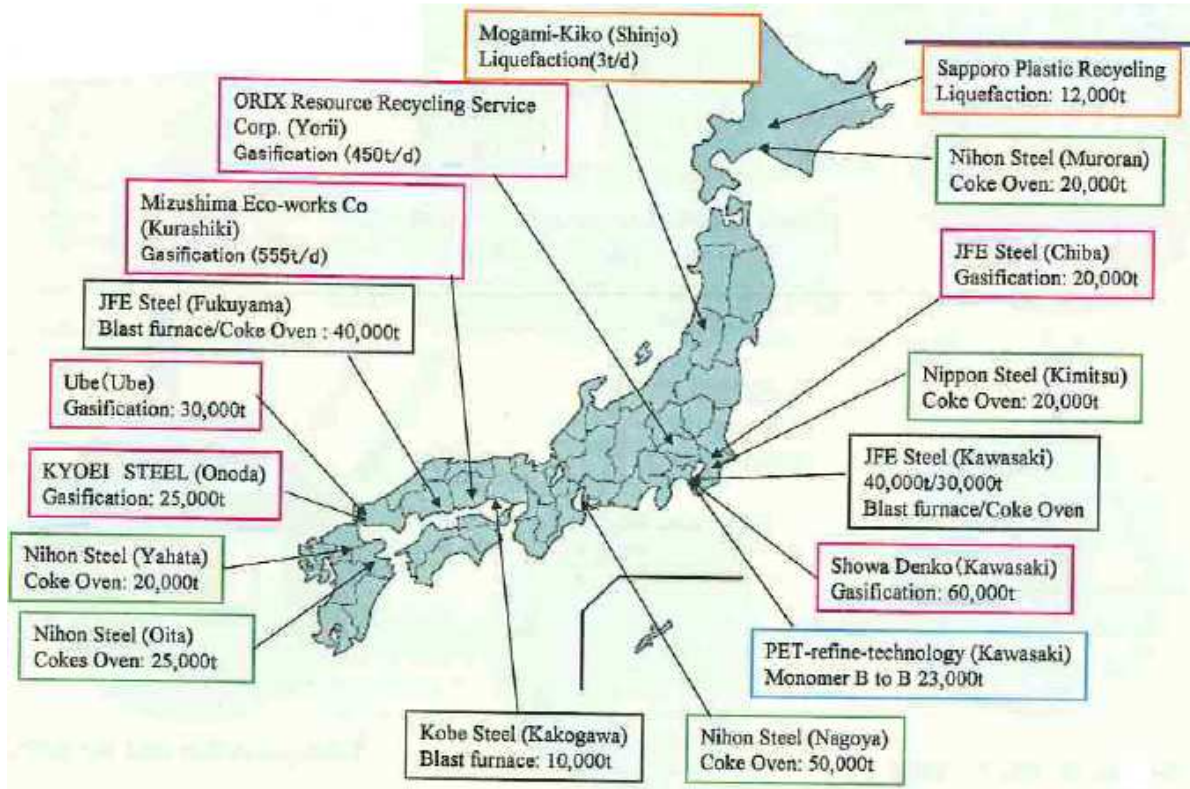 Mogami-Kiko (Shinjo)
Liquefaction(3t/d)
Sapporo Plastic Recycling
Liquefaction: 12,000t
ORIX Resource Recycling Service
Corp. (Yorii)
Gasification (450t/d)
Nihon Steel (Muroran)
Coke Oven: 20,000t
Mizushima Eco-works Co
(Kurashiki)
Gasification (555t/d)
JFE Steel (Chiba)
Gasification: 20,000t
JFE Steel (Fukuyama)
Blast furnace/Coke Oven : 40,000t
Ube(Ube)
Gasification: 30,000t
Nippon Steel (Kimitsu)
Coke Oven: 20,000t
KYOEI STEEL (Onoda)
Gasification: 25,000t
JFE Steel (Kawasaki)
40,000t/30,000t
Blast furnace/Coke Oven
Nihon Steel (Yahata)
Coke Oven: 20,000t
Showa Denko(Kawasaki)
Gasification: 60,000t
Nihon Steel (Oita)
Cokes Oven: 25,000t
PET-refine-technology (Kawasaki)
Monomer B to B 23,000t
Kobe Steel (Kakogawa)
Blast furnace: 10,000t
Nihon Steel (Nagoya)
Coke Oven: 50,000t